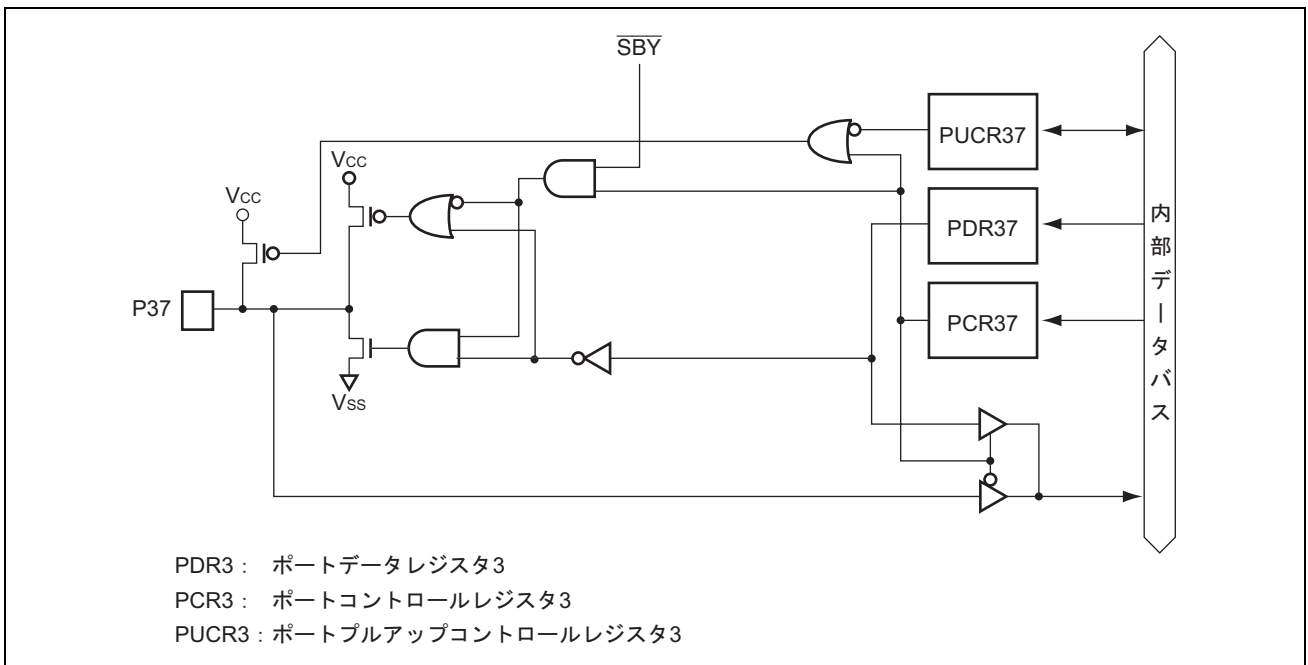 S̅B̅Y̅
PUCR37
VCC
VCC
PDR37
内部データバス
P37
PCR37
VSS
PDR3： ポートデータレジスタ3
PCR3： ポートコントロールレジスタ3
PUCR3：ポートプルアップコントロールレジスタ3